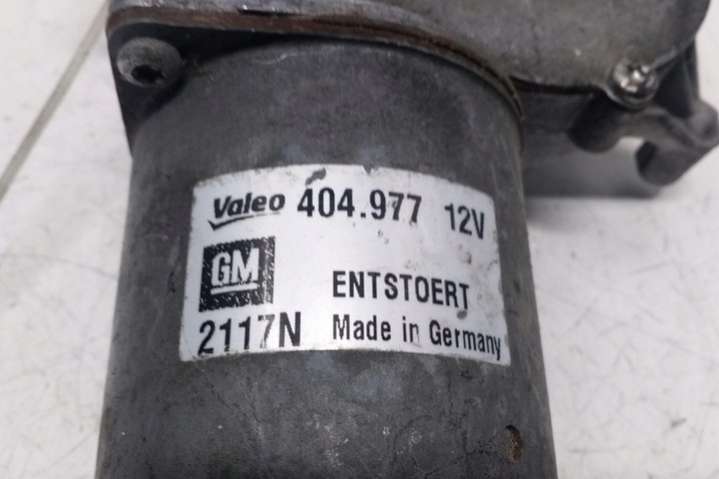 Valeo 404.977 12V
GM
ENTSTOERT
2117N Made in Germany